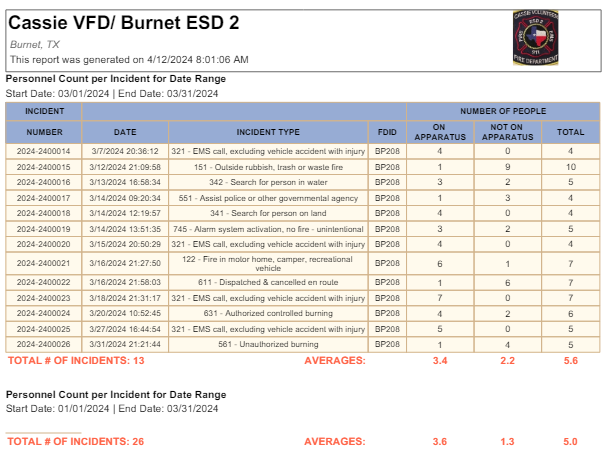 Cassie VFD/ Burnet ESD 2
Burnet, TX
This report was generated on 4/12/2024 8:01:06 AM
CASSIE VOLUNTEER
ESD 2
FIRE EMS
911
FIRE DEPARTMENT
Personnel Count per Incident for Date Range
Start Date: 03/01/2024 | End Date: 03/31/2024
INCIDENT NUMBER OF PEOPLE
NUMBER DATE INCIDENT TYPE FDID ON APPARATUS NOT ON APPARATUS TOTAL
2024-2400014 3/7/2024 20:36:12 321 - EMS call, excluding vehicle accident with injury BP208 4 0 4
2024-2400015 3/12/2024 21:09:58 151 - Outside rubbish, trash or waste fire BP208 1 9 10
2024-2400016 3/13/2024 16:58:34 342 - Search for person in water BP208 3 2 5
2024-2400017 3/14/2024 09:20:34 551 - Assist police or other governmental agency BP208 1 3 4
2024-2400018 3/14/2024 12:19:57 341 - Search for person on land BP208 4 0 4
2024-2400019 3/14/2024 13:51:35 745 - Alarm system activation, no fire - unintentional BP208 3 2 5
2024-2400020 3/15/2024 20:50:29 321 - EMS call, excluding vehicle accident with injury BP208 4 0 4
2024-2400021 3/16/2024 21:27:50 122 - Fire in motor home, camper, recreational vehicle BP208 6 1 7
2024-2400022 3/16/2024 21:58:03 611 - Dispatched & cancelled en route BP208 1 6 7
2024-2400023 3/18/2024 21:31:17 321 - EMS call, excluding vehicle accident with injury BP208 7 0 7
2024-2400024 3/20/2024 10:52:45 631 - Authorized controlled burning BP208 4 2 6
2024-2400025 3/27/2024 16:44:54 321 - EMS call, excluding vehicle accident with injury BP208 5 0 5
2024-2400026 3/31/2024 21:21:44 561 - Unauthorized burning BP208 1 4 5
TOTAL # OF INCIDENTS: 13 AVERAGES: 3.4 2.2 5.6
Personnel Count per Incident for Date Range
Start Date: 01/01/2024 | End Date: 03/31/2024
TOTAL # OF INCIDENTS: 26 AVERAGES: 3.6 1.3 5.0